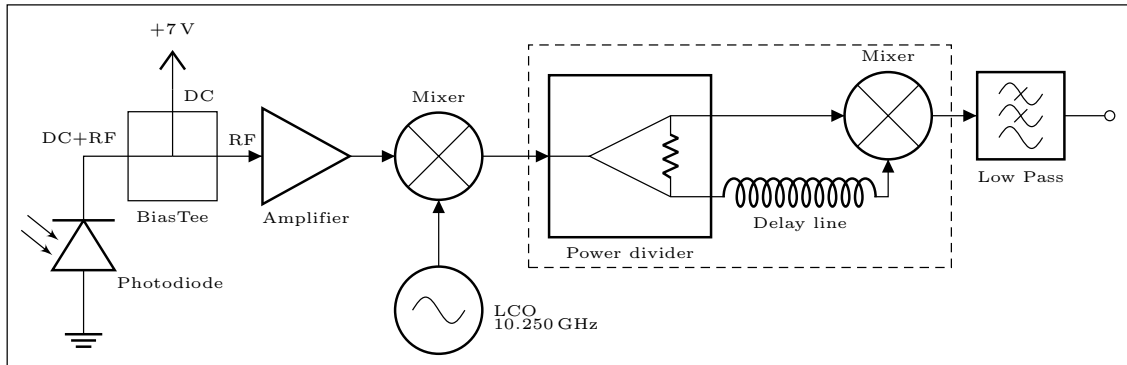 +7 V
DC
DC+RF
RF
BiasTee
Photodiode
Amplifier
Mixer
LCO
10.250 GHz
Power divider
Delay line
Mixer
Low Pass